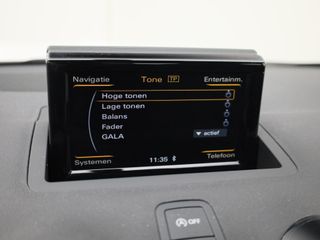 Navigatie Tone TP Entertainm.
Hoge tonen
Lage tonen
Balans
Fader
GALA actief
Systemen 11:35 Telefoon
OFF